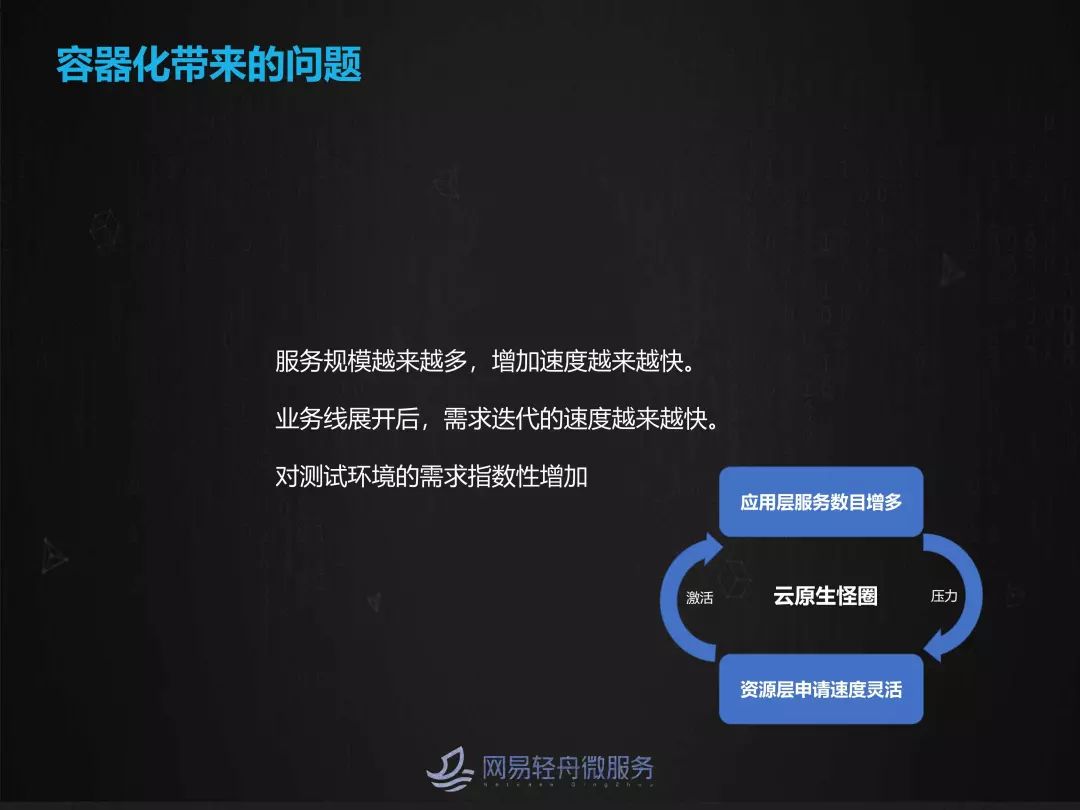 容器化带来的问题
服务规模越来越多，增加速度越来越快。
业务线展开后，需求迭代的速度越来越快。
对测试环境的需求指数性增加
应用层服务数目增多
激活
云原生怪圈
压力
资源层申请速度灵活
网易轻舟微服务
Netease QingZhou